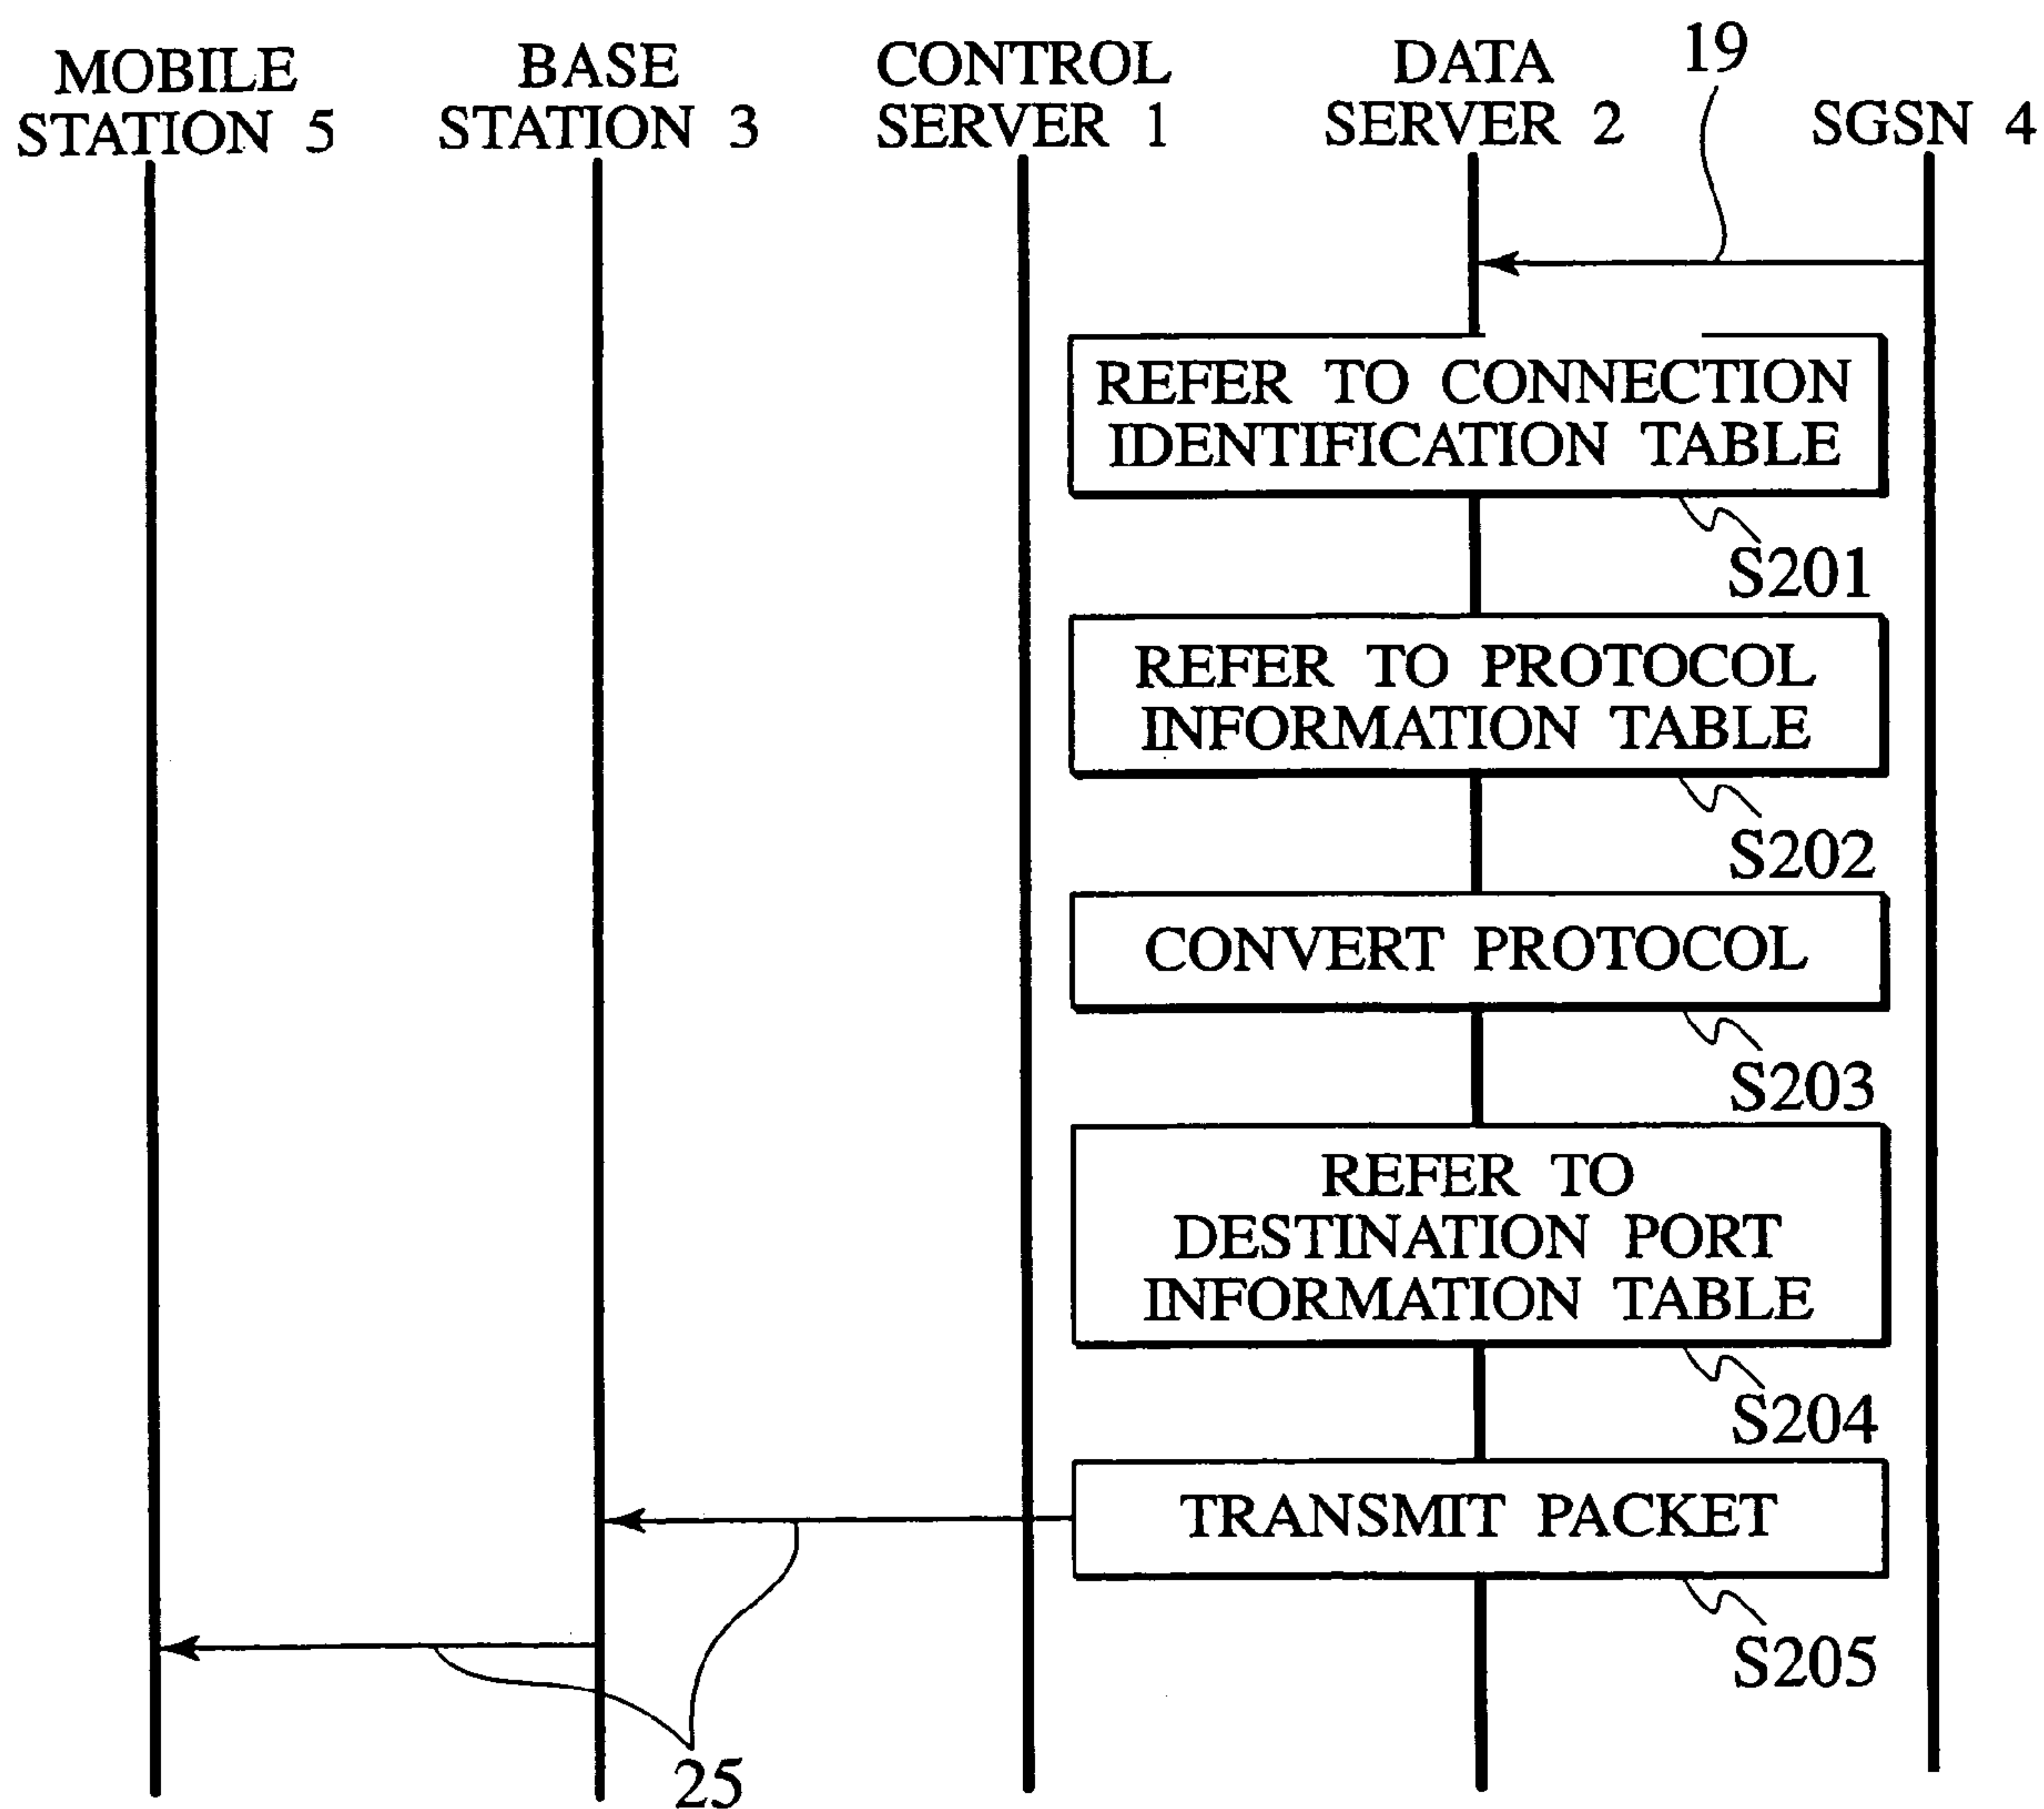 MOBILE
STATION 5
BASE
STATION 3
CONTROL
SERVER 1
DATA
SERVER 2
19
SGSN 4
REFER TO CONNECTION
IDENTIFICATION TABLE
S201
REFER TO PROTOCOL
INFORMATION TABLE
S202
CONVERT PROTOCOL
S203
REFER TO
DESTINATION PORT
INFORMATION TABLE
S204
TRANSMIT PACKET
S205
25